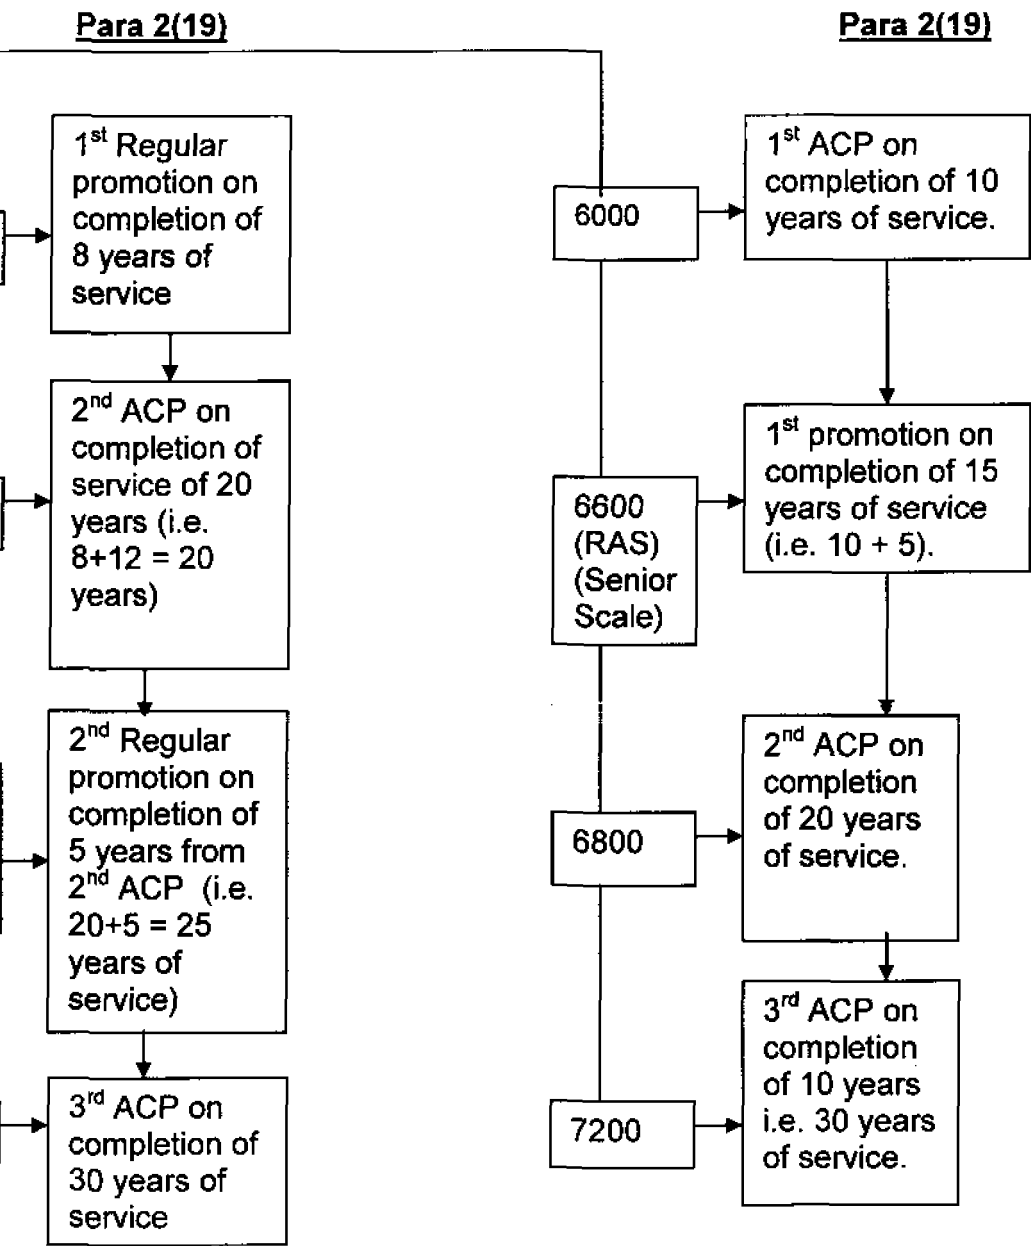 Para 2(19)
1st Regular
promotion on
completion of
8 years of
service
2nd ACP on
completion of
service of 20
years (i.e.
8+12 = 20
years)
2nd Regular
promotion on
completion of
5 years from
2nd ACP (i.e.
20+5 = 25
years of
service)
3rd ACP on
completion of
30 years of
service
Para 2(19)
6000
1st ACP on
completion of 10
years of service.
6600
(RAS)
(Senior
Scale)
1st promotion on
completion of 15
years of service
(i.e. 10 + 5).
6800
2nd ACP on
completion
of 20 years
of service.
7200
3rd ACP on
completion
of 10 years
i.e. 30 years
of service.